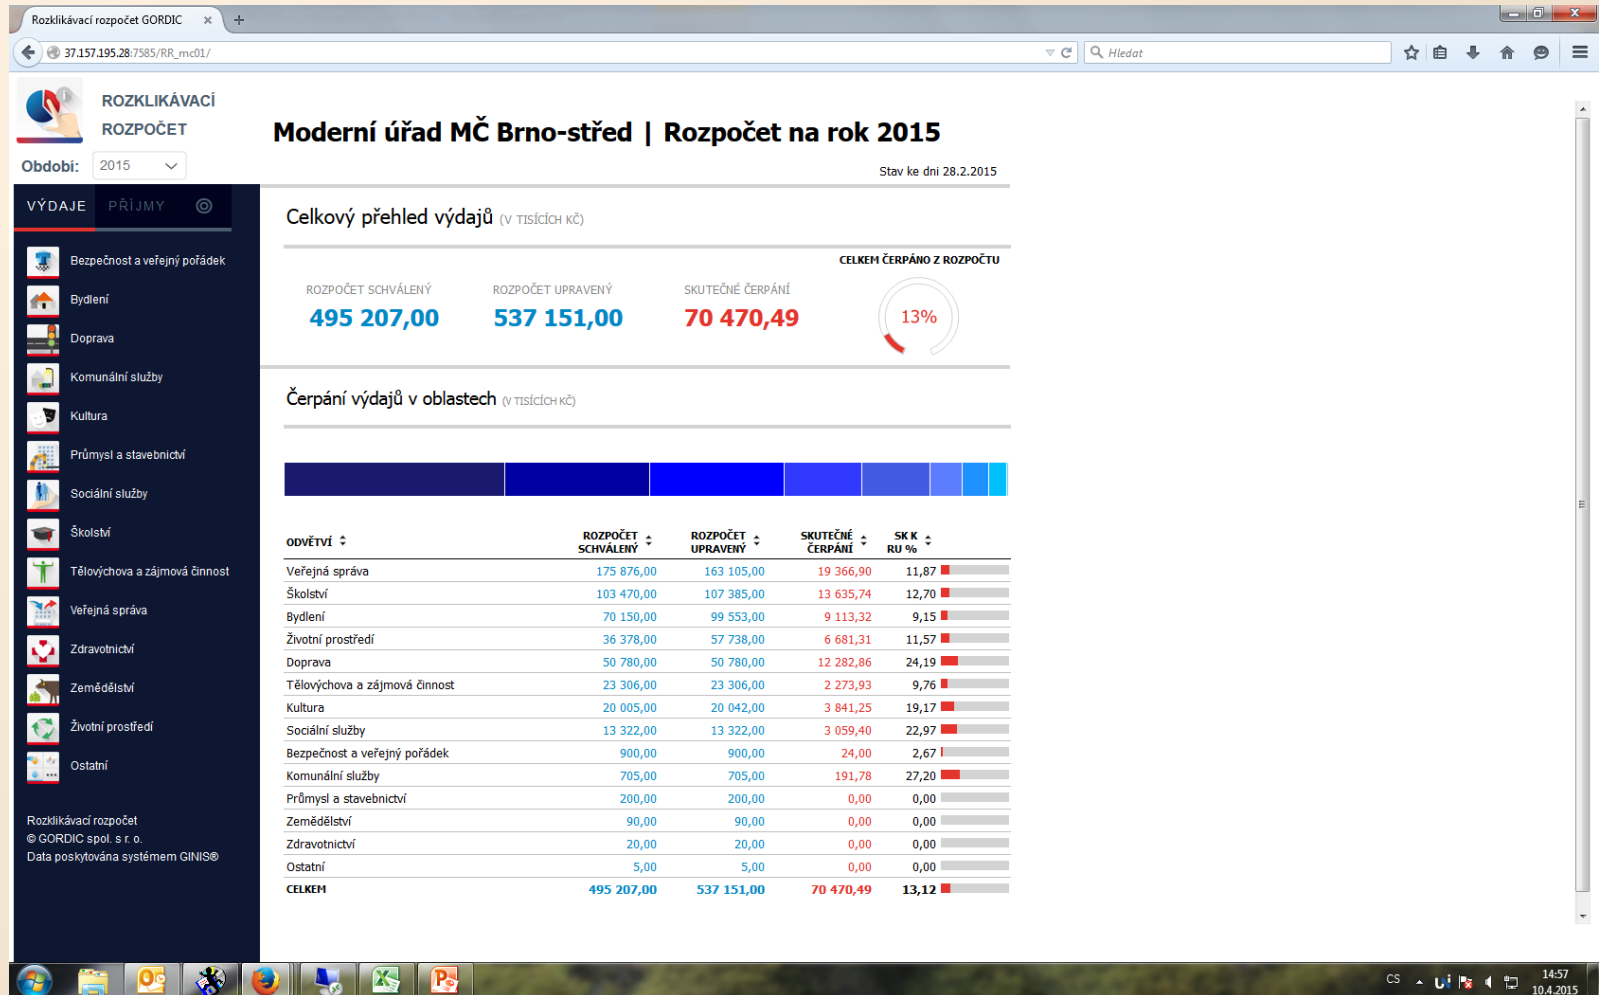 Rozklikávací rozpočet GORDIC
37.157.195.28:7585/RR_mc01/
Hledat
ROZKLIKÁVACÍ
ROZPOČET
Období: 2015
Moderní úřad MČ Brno-střed | Rozpočet na rok 2015
Stav ke dni 28.2.2015
VÝDAJE PŘÍJMY
Bezpečnost a veřejný pořádek
Bydlení
Doprava
Komunální služby
Kultura
Průmysl a stavebnictví
Sociální služby
Školství
Tělovýchova a zájmová činnost
Veřejná správa
Zdravotnictví
Zemědělství
Životní prostředí
Ostatní
Rozklikávací rozpočet
© GORDIC spol. s r. o.
Data poskytována systémem GINIS®
Celkový přehled výdajů (V TISÍCÍCH KČ)
CELKEM ČERPÁNO Z ROZPOČTU
ROZPOČET SCHVÁLENÝ ROZPOČET UPRAVENÝ SKUTEČNÉ ČERPÁNÍ
495 207,00 537 151,00 70 470,49 13%
Čerpání výdajů v oblastech (V TISÍCÍCH KČ)
ODVĚTVÍ ROZPOČET SCHVÁLENÝ ROZPOČET UPRAVENÝ SKUTEČNÉ ČERPÁNÍ SK K RU %
Veřejná správa 175 876,00 163 105,00 19 366,90 11,87
Školství 103 470,00 107 385,00 13 635,74 12,70
Bydlení 70 150,00 99 553,00 9 113,32 9,15
Životní prostředí 36 378,00 57 738,00 6 681,31 11,57
Doprava 50 780,00 50 780,00 12 282,86 24,19
Tělovýchova a zájmová činnost 23 306,00 23 306,00 2 273,93 9,76
Kultura 20 005,00 20 042,00 3 841,25 19,17
Sociální služby 13 322,00 13 322,00 3 059,40 22,97
Bezpečnost a veřejný pořádek 900,00 900,00 24,00 2,67
Komunální služby 705,00 705,00 191,78 27,20
Průmysl a stavebnictví 200,00 200,00 0,00 0,00
Zemědělství 90,00 90,00 0,00 0,00
Zdravotnictví 20,00 20,00 0,00 0,00
Ostatní 5,00 5,00 0,00 0,00
CELKEM 495 207,00 537 151,00 70 470,49 13,12
CS
14:57
10.4.2015